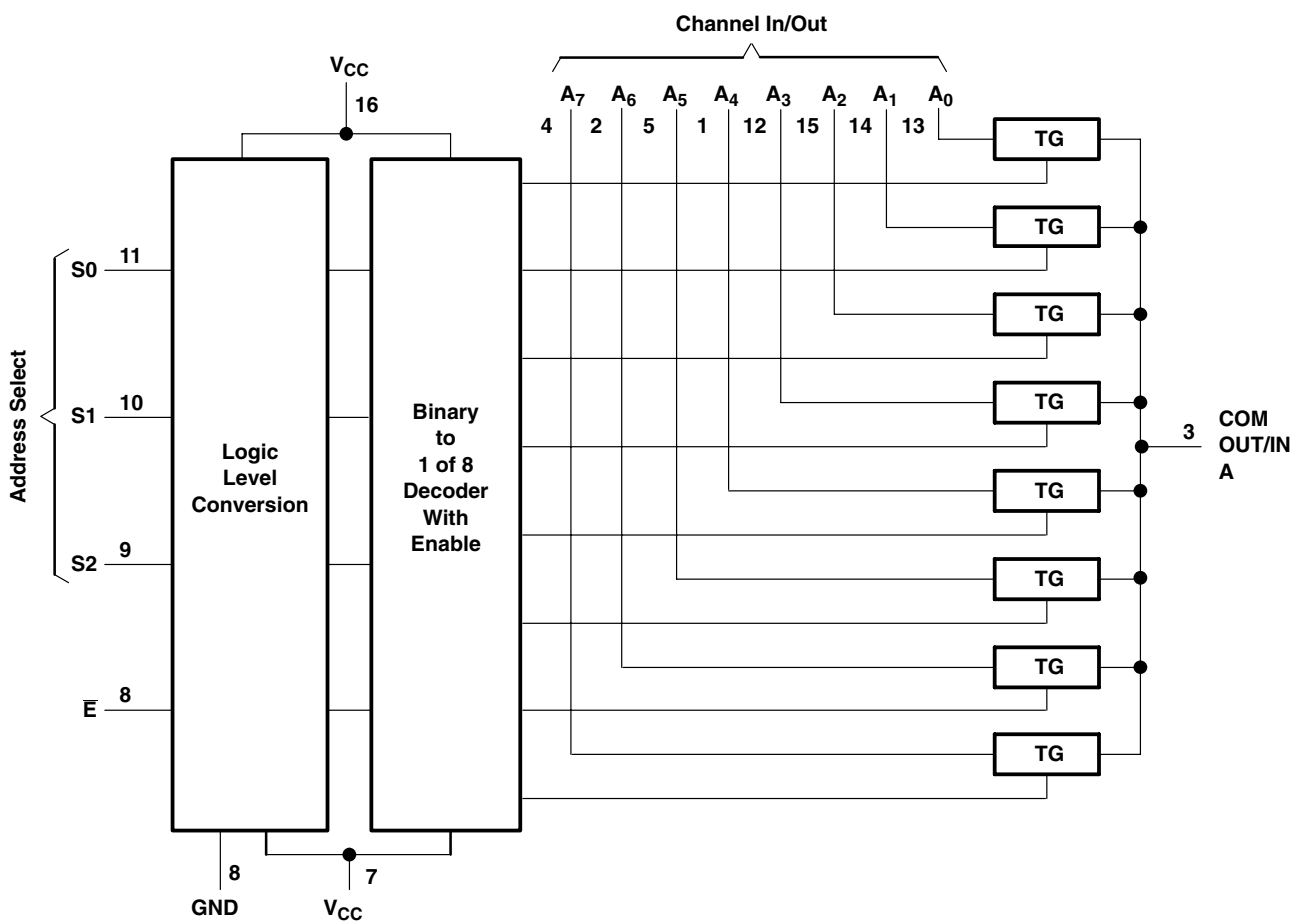 Channel In/Out
VCC
16
A7 A6 A5 A4 A3 A2 A1 A0
4 2 5 1 12 15 14 13
TG
TG
TG
TG
TG
TG
TG
TG
Address Select
S0 11
S1 10
S2 9
E̅ 8
Logic
Level
Conversion
Binary
to
1 of 8
Decoder
With
Enable
3
COM
OUT/IN
A
8
GND
7
VCC